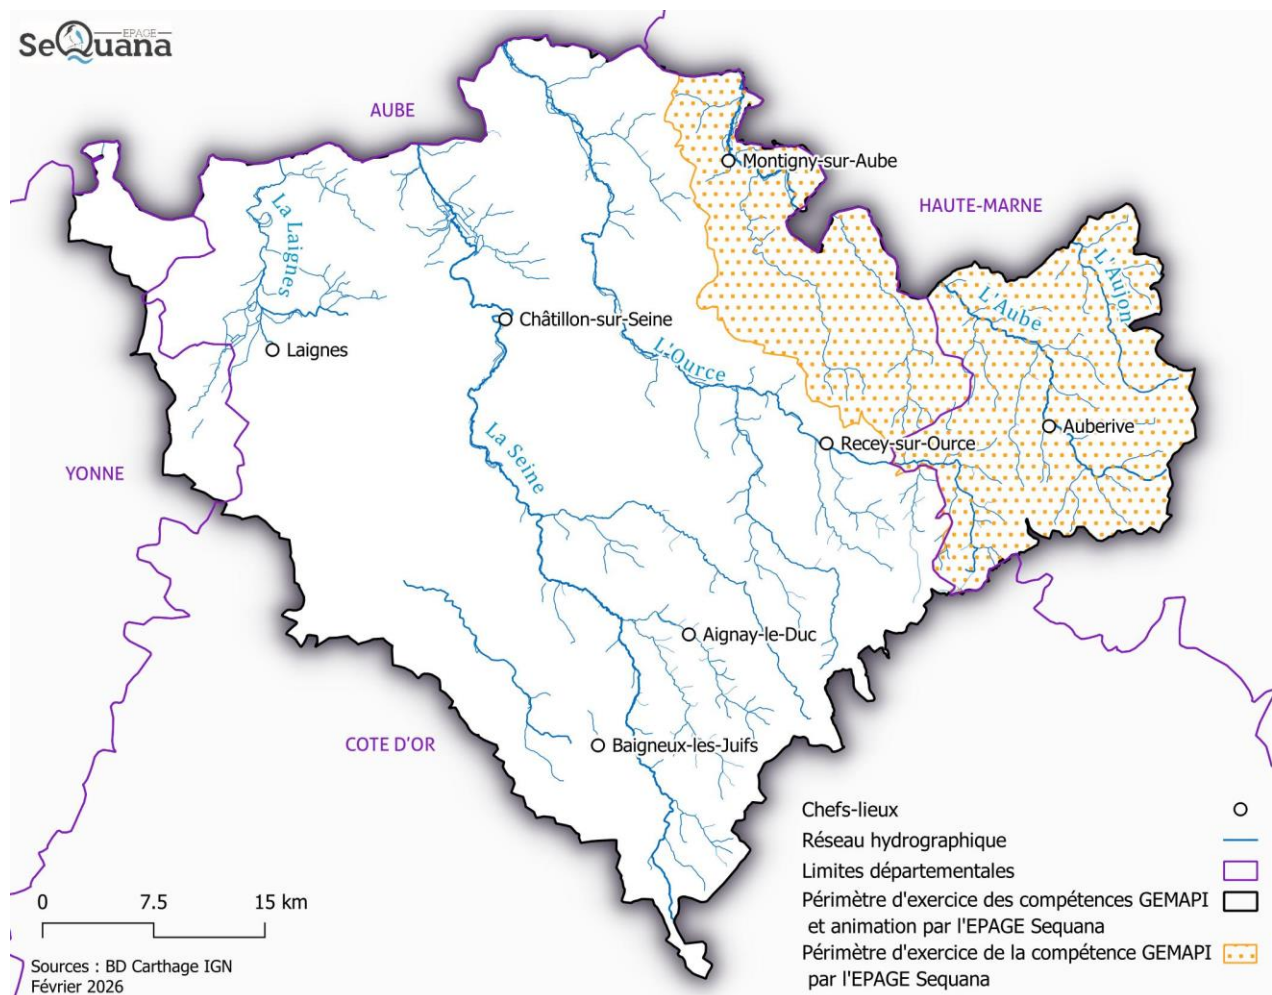 EPAGE
SeQuana
AUBE
Montigny-sur-Aube
HAUTE-MARNE
La Laignes
L'Aube
L'Aujon
Châtillon-sur-Seine
Laignes
L'Ource
Auberive
Recey-sur-Ource
La Seine
YONNE
Aignay-le-Duc
COTE D'OR
Baigneux-les-Juifs
Chefs-lieux
Réseau hydrographique
Limites départementales
Périmètre d'exercice des compétences GEMAPI
et animation par l'EPAGE Sequana
Périmètre d'exercice de la compétence GEMAPI
par l'EPAGE Sequana
0 7.5 15 km
Sources : BD Carthage IGN
Février 2026